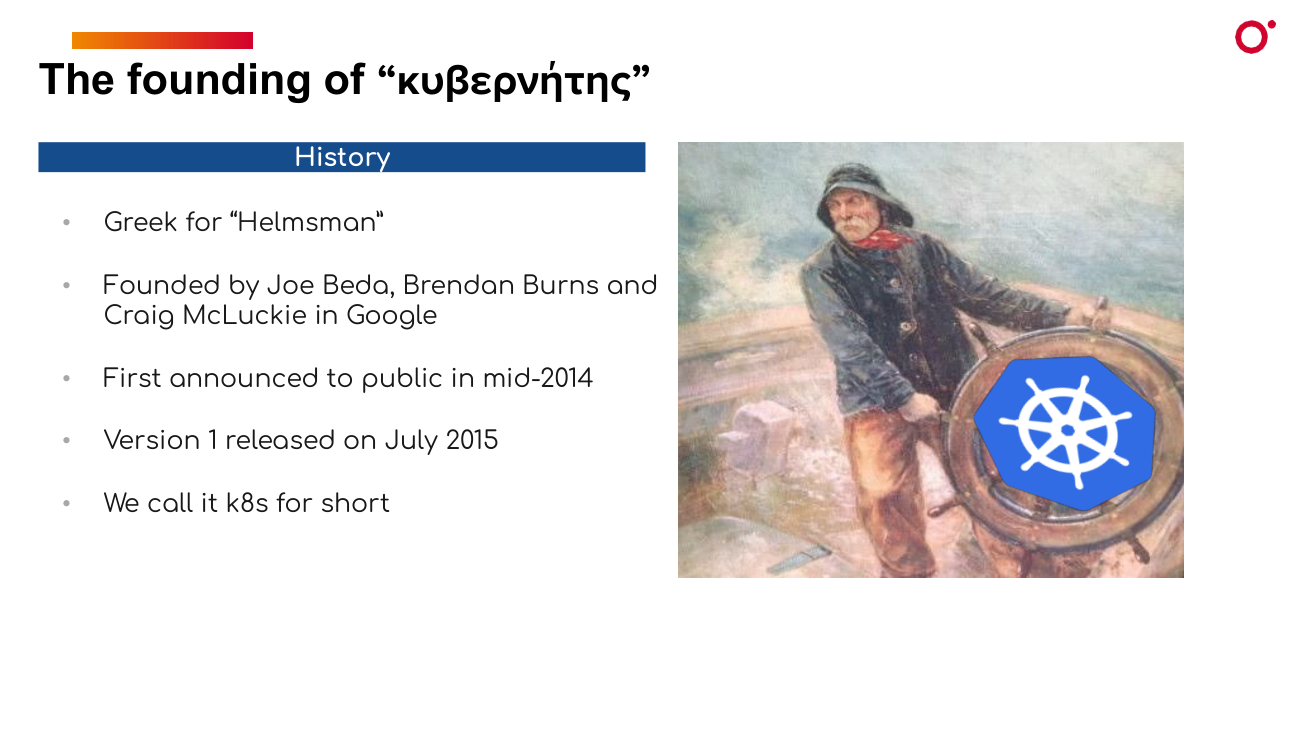 The founding of “κυβερνήτης”
History
• Greek for “Helmsman”
• Founded by Joe Beda, Brendan Burns and
Craig McLuckie in Google
• First announced to public in mid-2014
• Version 1 released on July 2015
• We call it k8s for short